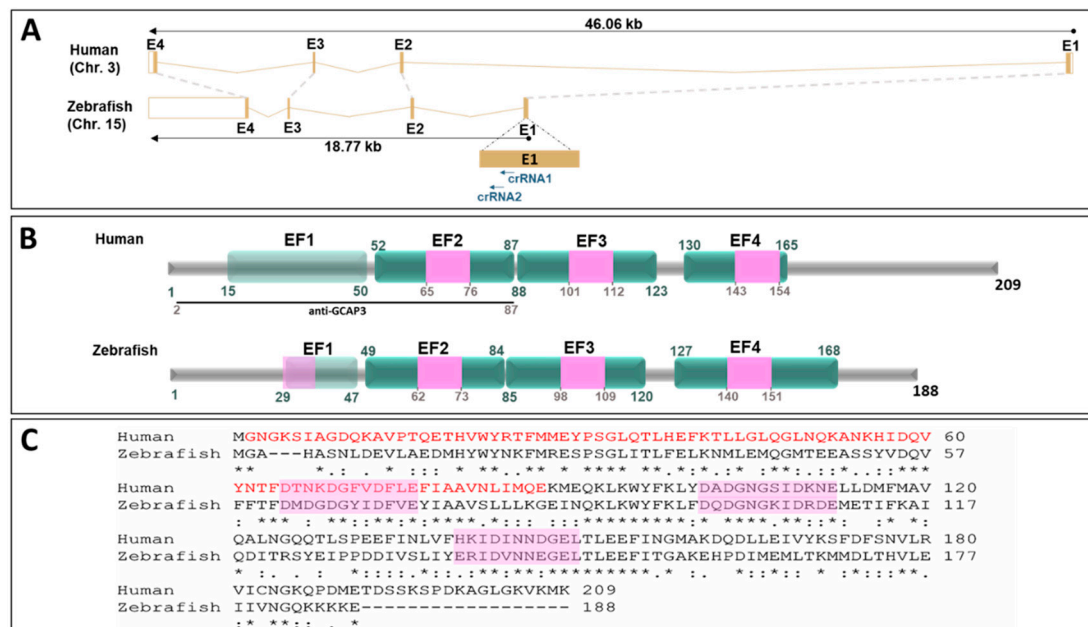 A
46.06 kb
Human
(Chr. 3)
E4 E3 E2 E1
Zebrafish
(Chr. 15)
E4 E3 E2 E1
18.77 kb
E1
crRNA1
crRNA2
B
Human
EF1 52 EF2 87 EF3 130 EF4 165
1 15 50 65 76 88 101 112 123 143 154 209
2 anti-GCAP3 87
Zebrafish
EF1 49 EF2 84 EF3 127 EF4 168
1 29 47 62 73 85 98 109 120 140 151 188
C
Human MGNGKSIAGDQKAVPTQETHVWYRTFMMEYPSGLQTLHEFKTLLGLQGLNQKANKHIDQV 60
Zebrafish MGA---HASNLDEVLAEDMHYWYNKFMRESPSGLITLFELKNMLEMQGMTEEASSYVDQV 57
Human YNTFDTNKDGFVDFLEFIAAVNLIMQEKMEQKLKWYFKLYDADGNGSIDKNELLDMFMAV 120
Zebrafish FFTFDMDGDGYIDFVEYIAAVSLLLKGEINQKLKWYFKLFDQDGNGKIDRDEMETIFKAI 117
Human QALNGQQTLSPEEFINLVFHKIDINNDGELTLEEFINGMAKDQDLLEIVYKSFDFSNVLR 180
Zebrafish QDITRSYEIPPDDIVSLIYERIDVNNEGELTLEEFITGAKEHPDIMEMLTKMMDLTHVLE 177
Human VICNGKQPDMETDSSKSPDKAGLGKVKMK 209
Zebrafish IIVNGQKKKKE------------------ 188